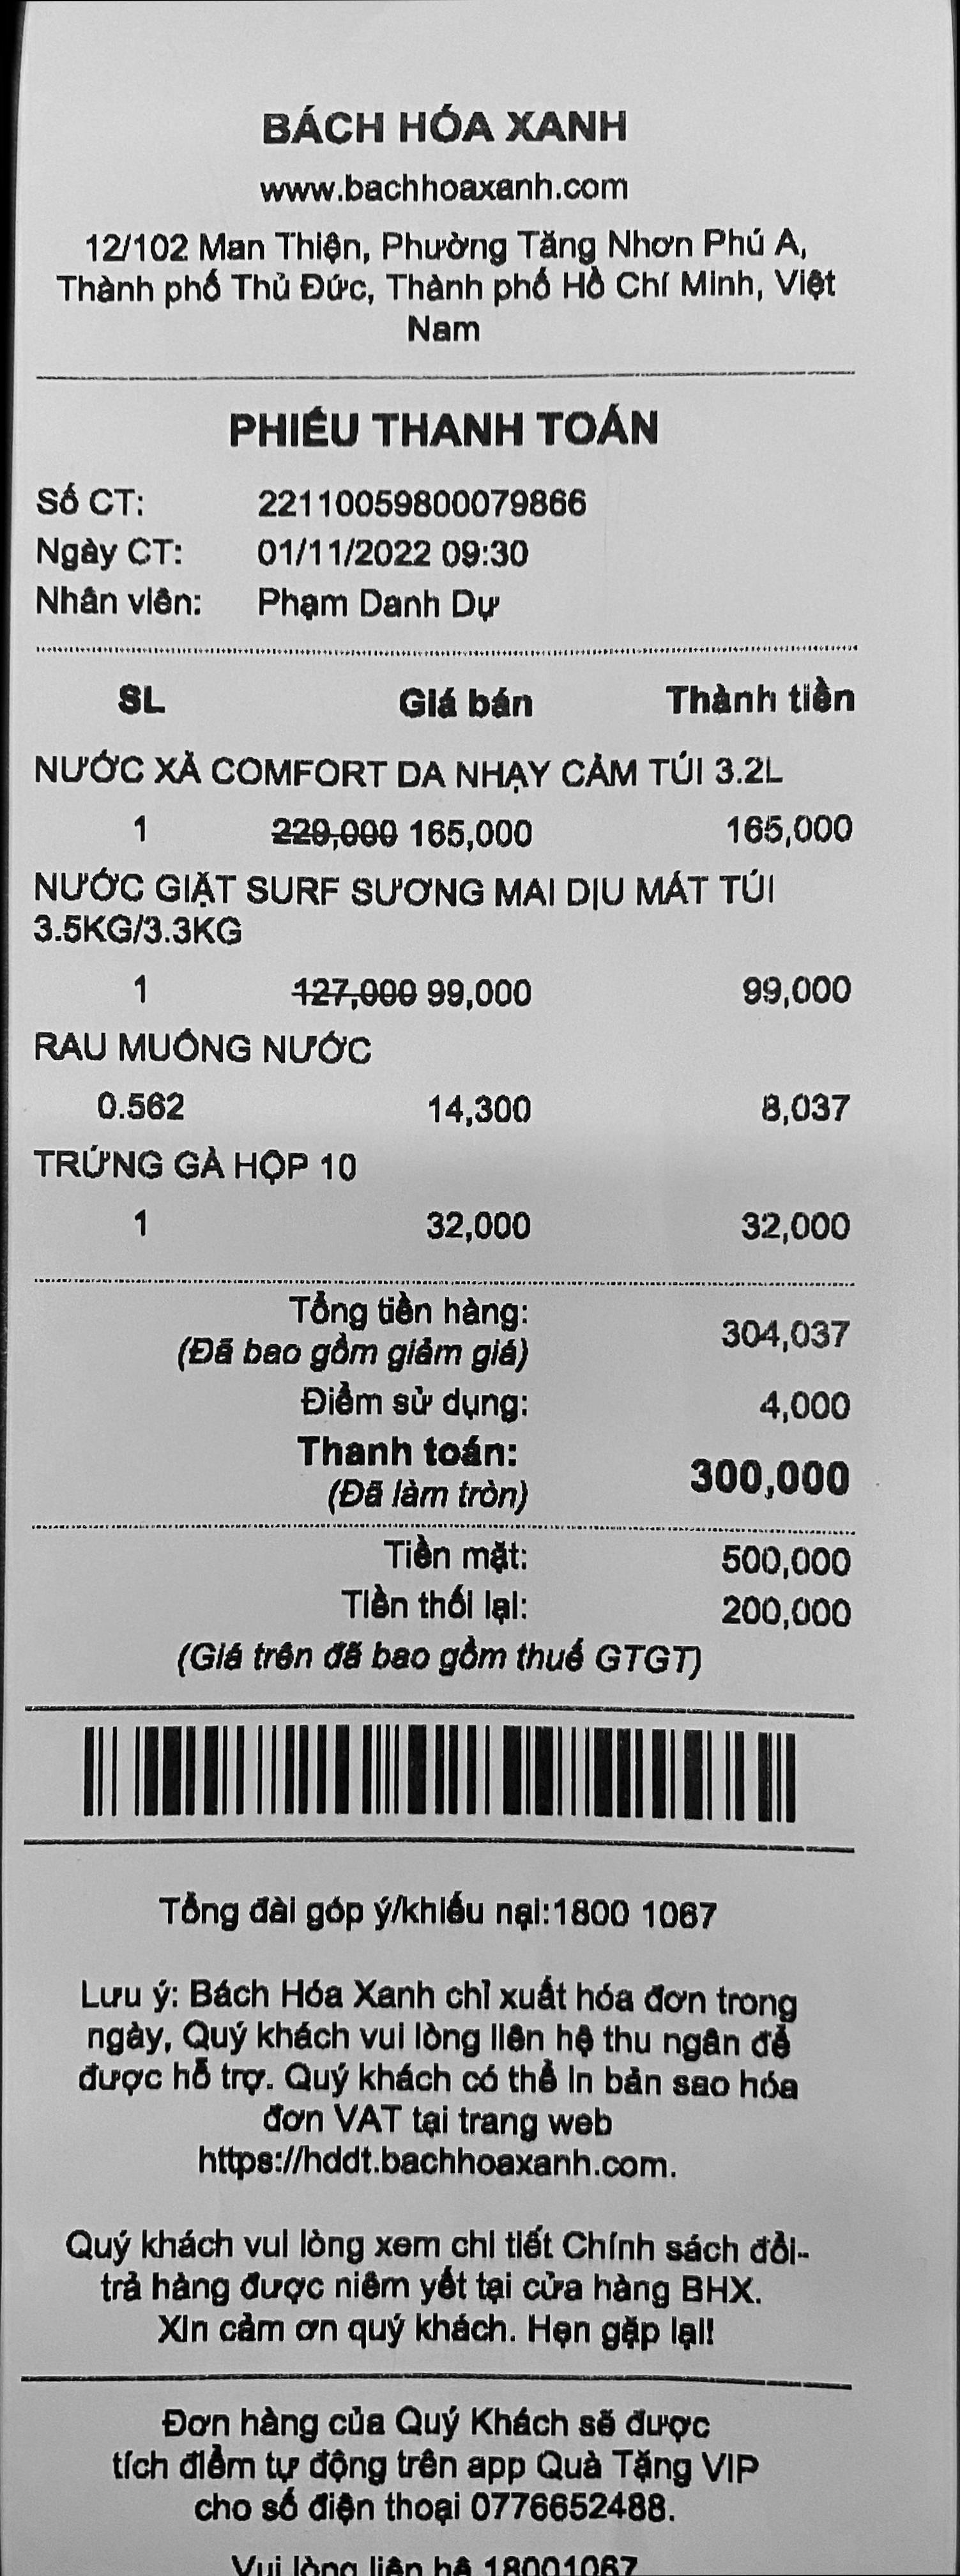 BÁCH HÓA XANH
www.bachhoaxanh.com
12/102 Man Thiện, Phường Tăng Nhơn Phú A,
Thành phố Thủ Đức, Thành phố Hồ Chí Minh, Việt
Nam
PHIẾU THANH TOÁN
Số CT: 22110059800079866
Ngày CT: 01/11/2022 09:30
Nhân viên: Phạm Danh Dự
SL Giá bán Thành tiền
NƯỚC XẢ COMFORT DA NHẠY CẢM TÚI 3.2L
1 229,000 165,000 165,000
NƯỚC GIẶT SURF SƯƠNG MAI DỊU MÁT TÚI
3.5KG/3.3KG
1 127,000 99,000 99,000
RAU MUỐNG NƯỚC
0.562 14,300 8,037
TRỨNG GÀ HỘP 10
1 32,000 32,000
Tổng tiền hàng: 304,037
(Đã bao gồm giảm giá)
Điểm sử dụng: 4,000
Thanh toán: 300,000
(Đã làm tròn)
Tiền mặt: 500,000
Tiền thối lại: 200,000
(Giá trên đã bao gồm thuế GTGT)
Tổng đài góp ý/khiếu nại:1800 1067
Lưu ý: Bách Hóa Xanh chỉ xuất hóa đơn trong
ngày, Quý khách vui lòng liên hệ thu ngân để
được hỗ trợ. Quý khách có thể in bản sao hóa
đơn VAT tại trang web
https://hddt.bachhoaxanh.com.
Quý khách vui lòng xem chi tiết Chính sách đổi-
trả hàng được niêm yết tại cửa hàng BHX.
Xin cảm ơn quý khách. Hẹn gặp lại!
Đơn hàng của Quý Khách sẽ được
tích điểm tự động trên app Quà Tặng VIP
cho số điện thoại 0776652488.
Vui lòng liên hệ 18001067